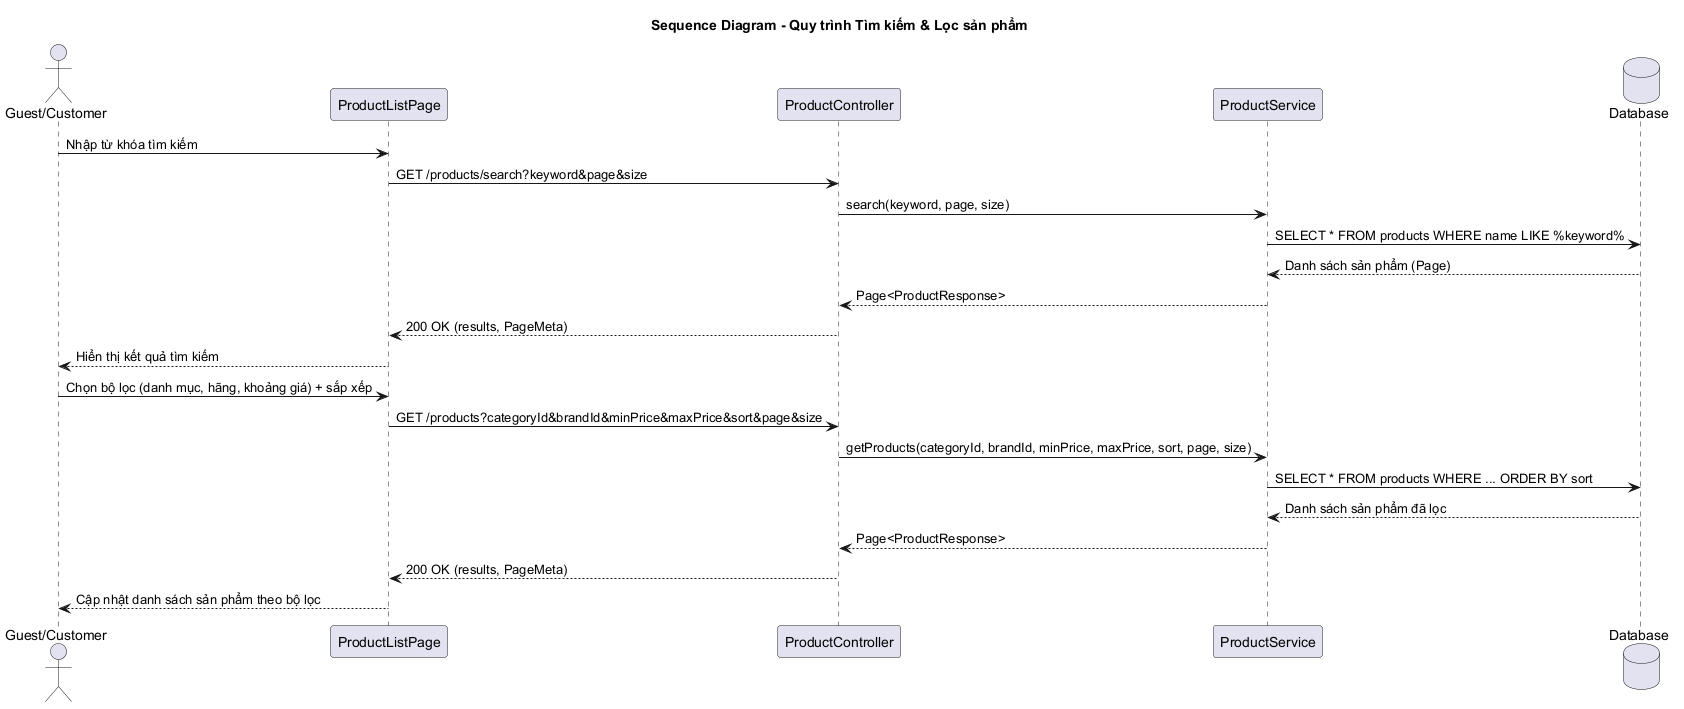 Sequence Diagram - Quy trình Tìm kiếm & Lọc sản phẩm
Guest/Customer
ProductListPage
ProductController
ProductService
Database
Nhập từ khóa tìm kiếm
GET /products/search?keyword&page&size
search(keyword, page, size)
SELECT * FROM products WHERE name LIKE %keyword%
Danh sách sản phẩm (Page)
Page<ProductResponse>
200 OK (results, PageMeta)
Hiển thị kết quả tìm kiếm
Chọn bộ lọc (danh mục, hãng, khoảng giá) + sắp xếp
GET /products?categoryId&brandId&minPrice&maxPrice&sort&page&size
getProducts(categoryId, brandId, minPrice, maxPrice, sort, page, size)
SELECT * FROM products WHERE ... ORDER BY sort
Danh sách sản phẩm đã lọc
Page<ProductResponse>
200 OK (results, PageMeta)
Cập nhật danh sách sản phẩm theo bộ lọc
Guest/Customer
ProductListPage
ProductController
ProductService
Database